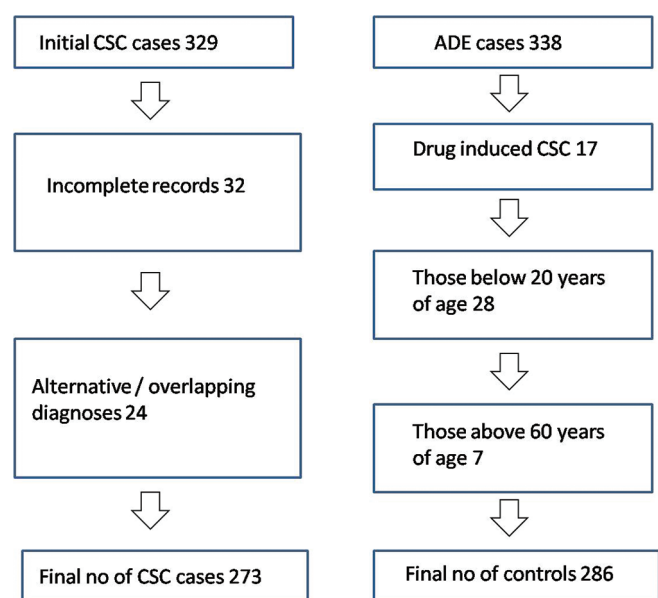 Initial CSC cases 329
Incomplete records 32
Alternative / overlapping
diagnoses 24
Final no of CSC cases 273
ADE cases 338
Drug induced CSC 17
Those below 20 years
of age 28
Those above 60 years
of age 7
Final no of controls 286